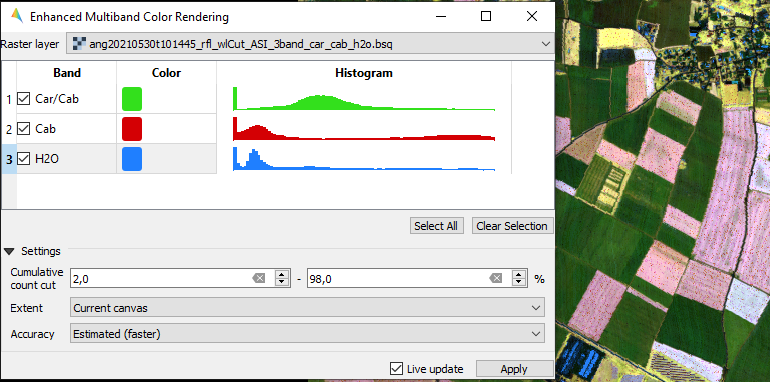 Enhanced Multiband Color Rendering
Raster layer ang20210530t101445_rfl_wlCut_ASI_3band_car_cab_h2o.bsq
Band Color Histogram
1 Car/Cab
2 Cab
3 H2O
Select All Clear Selection
Settings
Cumulative
count cut 2,0 - 98,0 %
Extent Current canvas
Accuracy Estimated (faster)
Live update Apply